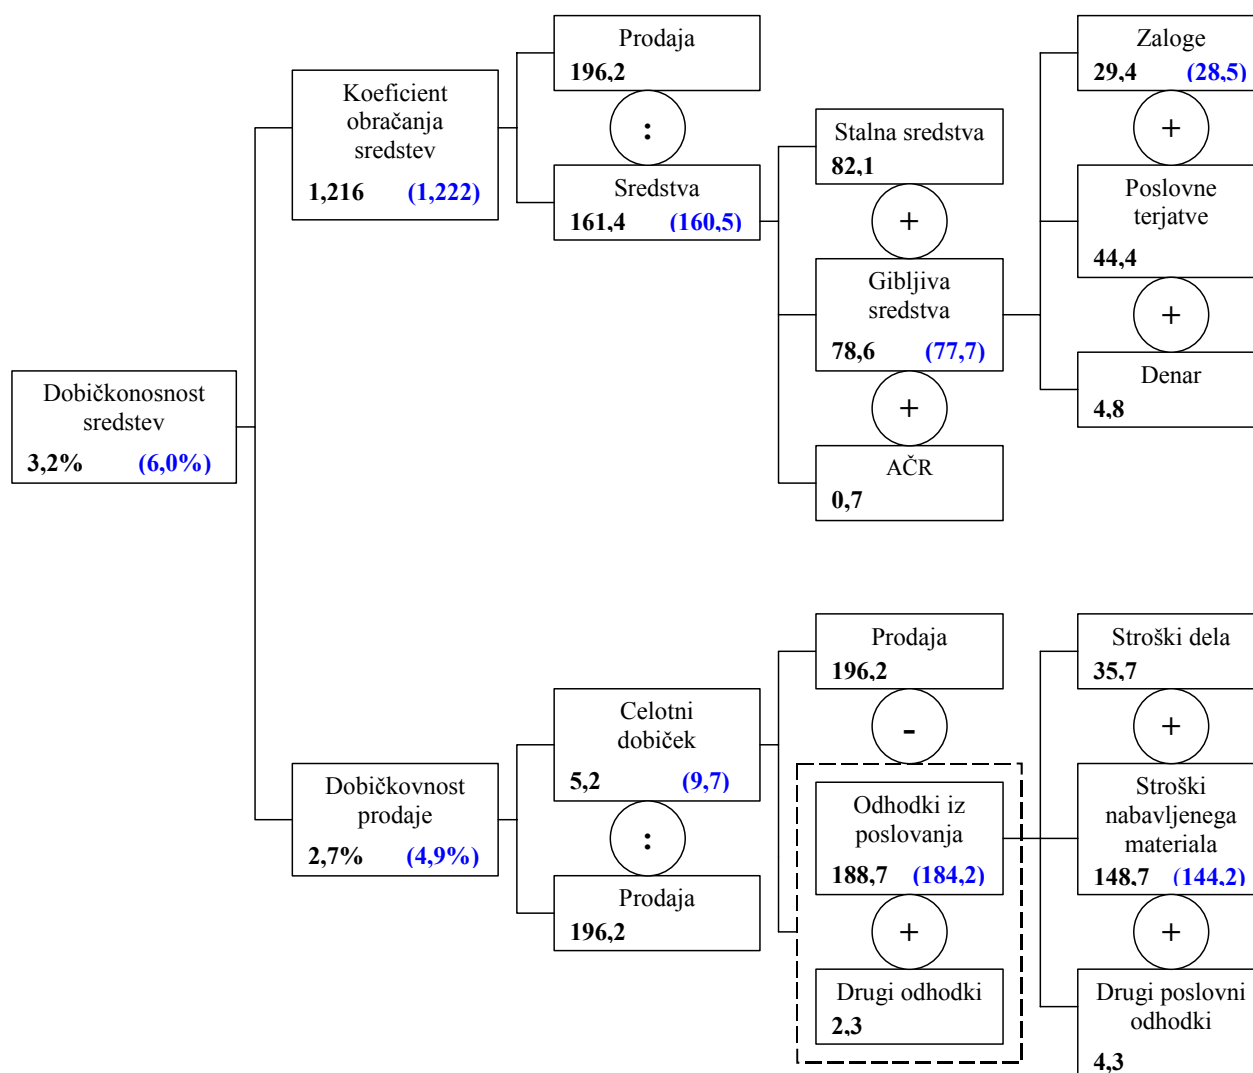 Prodaja
196,2
:
Sredstva
161,4 (160,5)
Koeficient
obračanja
sredstev
1,216 (1,222)
Stalna sredstva
82,1
+
Gibljiva
sredstva
78,6 (77,7)
+
AČR
0,7
Zaloge
29,4 (28,5)
+
Poslovne
terjatve
44,4
+
Denar
4,8
Dobičkonosnost
sredstev
3,2% (6,0%)
Dobičkovnost
prodaje
2,7% (4,9%)
Celotni
dobiček
5,2 (9,7)
:
Prodaja
196,2
Prodaja
196,2
-
Odhodki iz
poslovanja
188,7 (184,2)
+
Drugi odhodki
2,3
Stroški dela
35,7
+
Stroški
nabavljenega
materiala
148,7 (144,2)
+
Drugi poslovni
odhodki
4,3